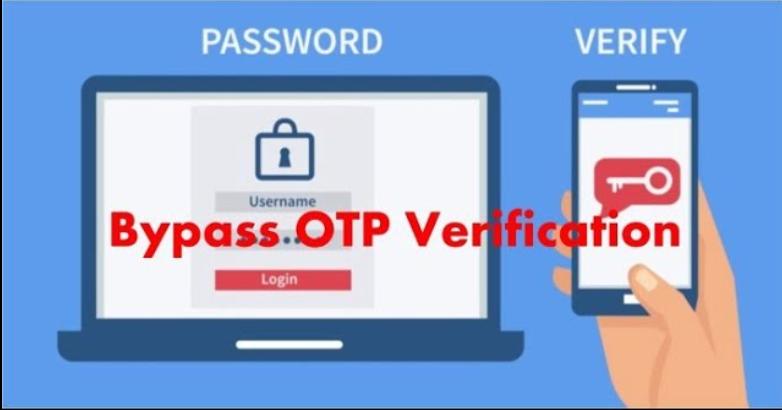 PASSWORD
VERIFY
Username
Bypass OTP Verification
Login